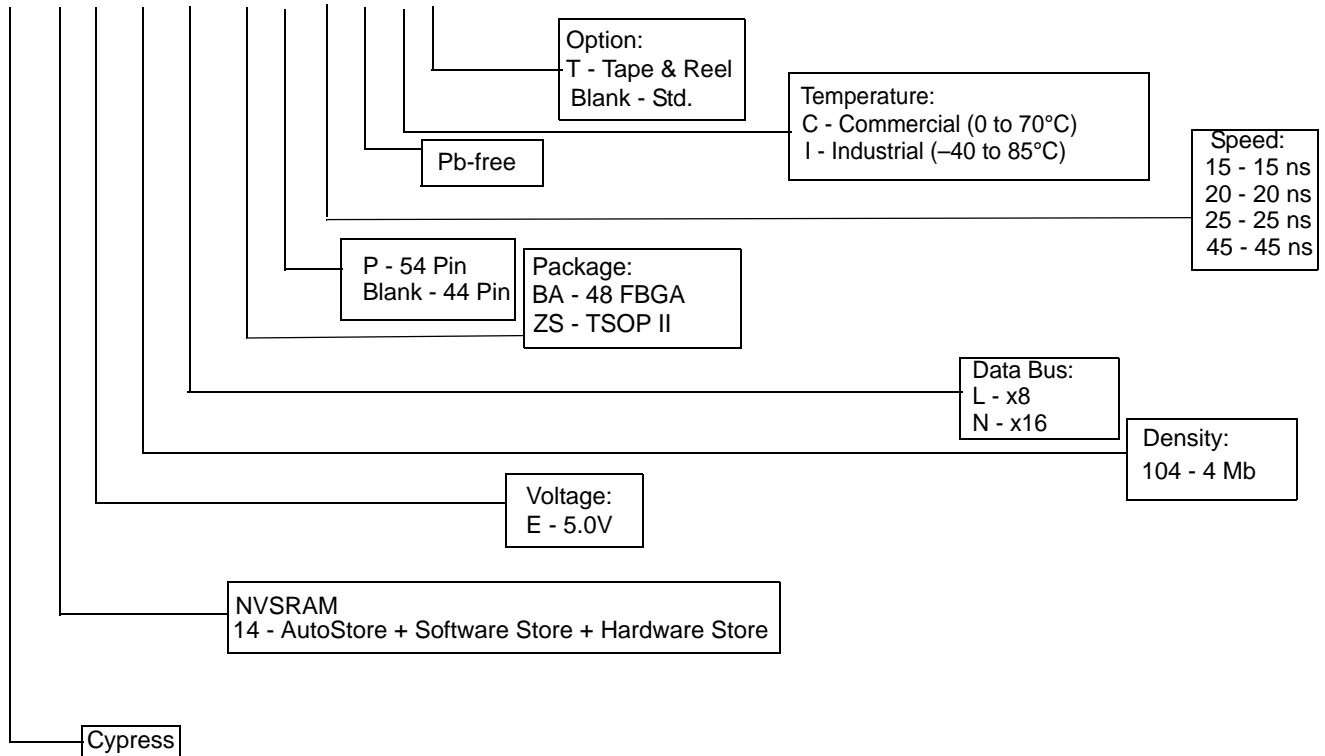 Option:
T - Tape & Reel
Blank - Std.
Temperature:
C - Commercial (0 to 70°C)
I - Industrial (–40 to 85°C)
Speed:
15 - 15 ns
20 - 20 ns
25 - 25 ns
45 - 45 ns
Pb-free
P - 54 Pin
Blank - 44 Pin
Package:
BA - 48 FBGA
ZS - TSOP II
Data Bus:
L - x8
N - x16
Density:
104 - 4 Mb
Voltage:
E - 5.0V
NVSRAM
14 - AutoStore + Software Store + Hardware Store
Cypress